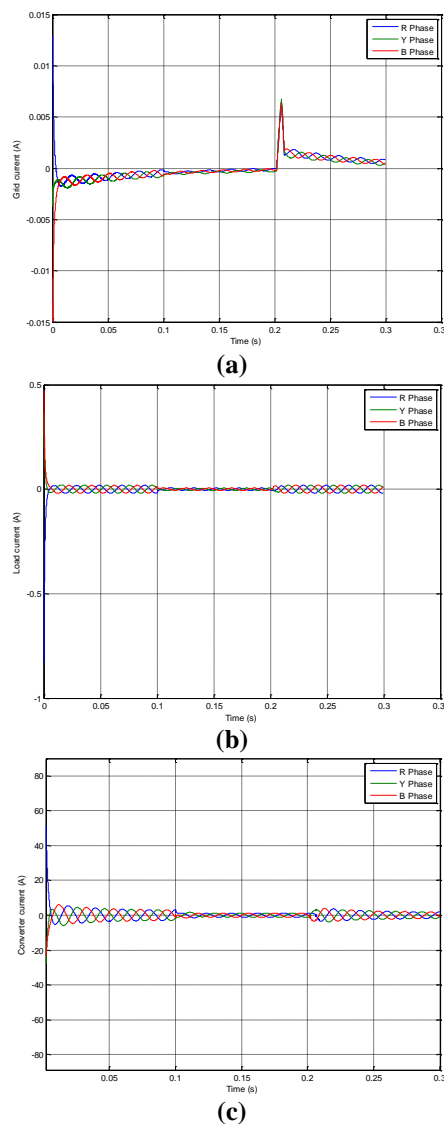 0.015
R Phase
Y Phase
B Phase
0.01
0.005
0
-0.005
-0.01
-0.015
Grid current (A)
0 0.05 0.1 0.15 0.2 0.25 0.3 0.3
Time (s)
(a)
0.5
R Phase
Y Phase
B Phase
0
-0.5
-1
Load current (A)
0 0.05 0.1 0.15 0.2 0.25 0.3 0.3
Time (s)
(b)
80
R Phase
Y Phase
B Phase
60
40
20
0
-20
-40
-60
-80
Converter current (A)
0.05 0.1 0.15 0.2 0.25 0.3
Time (s)
(c)